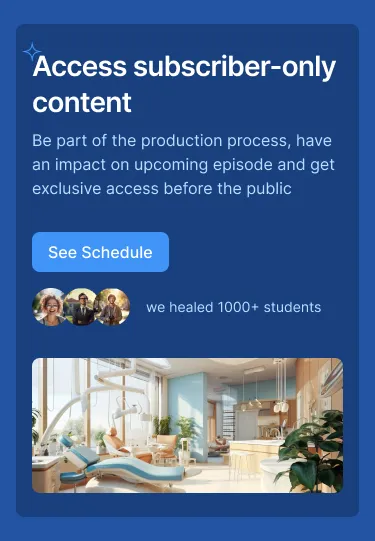 Access subscriber-only
content
Be part of the production process, have
an impact on upcoming episode and get
exclusive access before the public
See Schedule
we healed 1000+ students